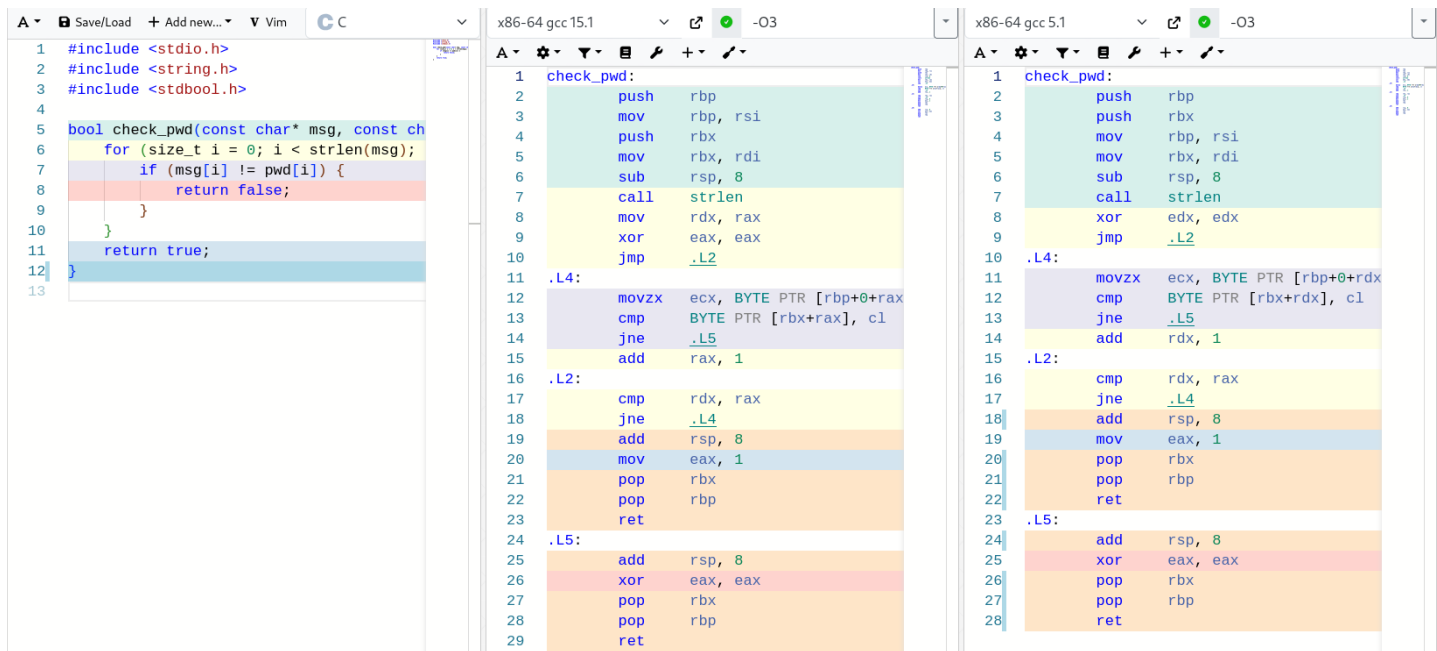 A Save/Load + Add new... Vim C C
1 #include <stdio.h>
2 #include <string.h>
3 #include <stdbool.h>
4
5 bool check_pwd(const char* msg, const ch
6 for (size_t i = 0; i < strlen(msg);
7 if (msg[i] != pwd[i]) {
8 return false;
9 }
10 }
11 return true;
12 }
13
x86-64 gcc 15.1 -O3
A
1 check_pwd:
2 push rbp
3 mov rbp, rsi
4 push rbx
5 mov rbx, rdi
6 sub rsp, 8
7 call strlen
8 mov rdx, rax
9 xor eax, eax
10 jmp .L2
11 .L4:
12 movzx ecx, BYTE PTR [rbp+0+rax
13 cmp BYTE PTR [rbx+rax], cl
14 jne .L5
15 add rax, 1
16 .L2:
17 cmp rdx, rax
18 jne .L4
19 add rsp, 8
20 mov eax, 1
21 pop rbx
22 pop rbp
23 ret
24 .L5:
25 add rsp, 8
26 xor eax, eax
27 pop rbx
28 pop rbp
29 ret
x86-64 gcc 5.1 -O3
A
1 check_pwd:
2 push rbp
3 push rbx
4 mov rbp, rsi
5 mov rbx, rdi
6 sub rsp, 8
7 call strlen
8 xor edx, edx
9 jmp .L2
10 .L4:
11 movzx ecx, BYTE PTR [rbp+0+rdx
12 cmp BYTE PTR [rbx+rdx], cl
13 jne .L5
14 add rdx, 1
15 .L2:
16 cmp rdx, rax
17 jne .L4
18 add rsp, 8
19 mov eax, 1
20 pop rbx
21 pop rbp
22 ret
23 .L5:
24 add rsp, 8
25 xor eax, eax
26 pop rbx
27 pop rbp
28 ret